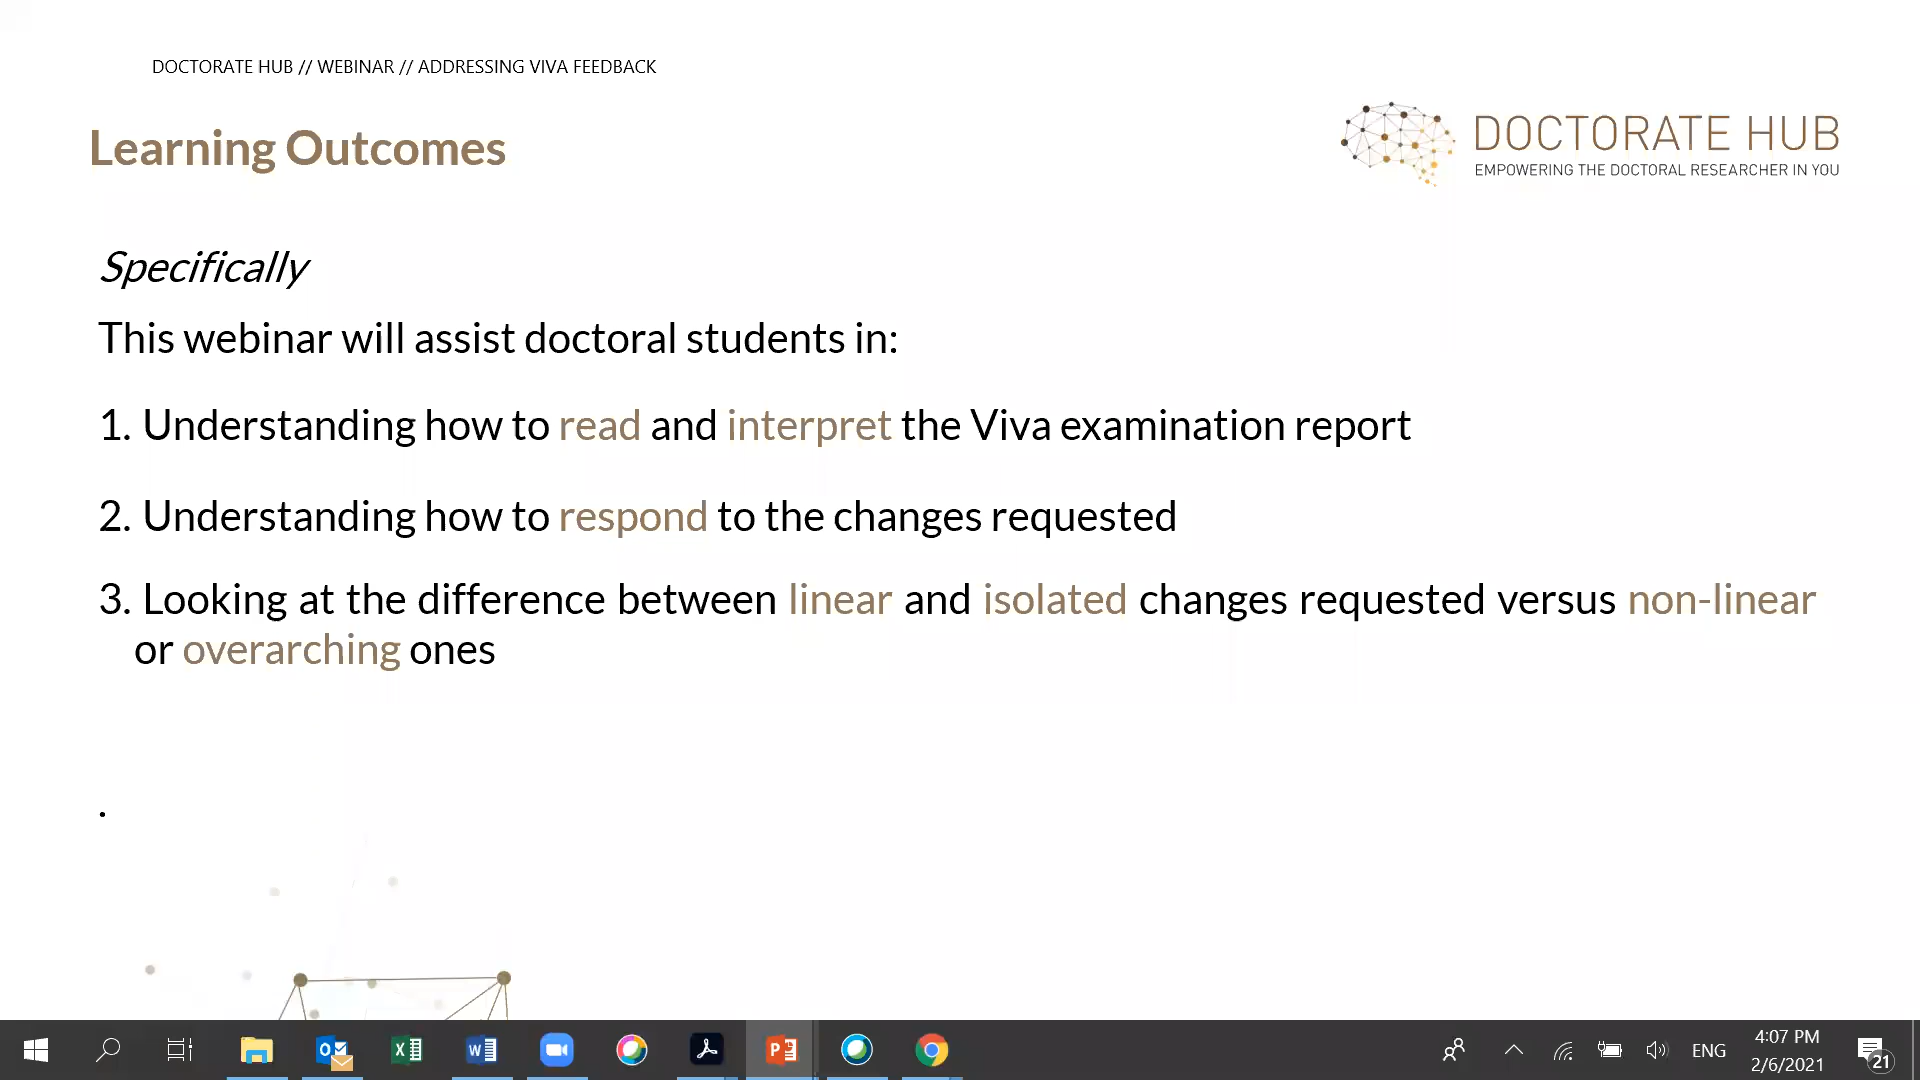 DOCTORATE HUB // WEBINAR // ADDRESSING VIVA FEEDBACK
Learning Outcomes
DOCTORATE HUB
EMPOWERING THE DOCTORAL RESEARCHER IN YOU
Specifically
This webinar will assist doctoral students in:
1. Understanding how to read and interpret the Viva examination report
2. Understanding how to respond to the changes requested
3. Looking at the difference between linear and isolated changes requested versus non-linear
or overarching ones
.
ENG
4:07 PM
2/6/2021
21